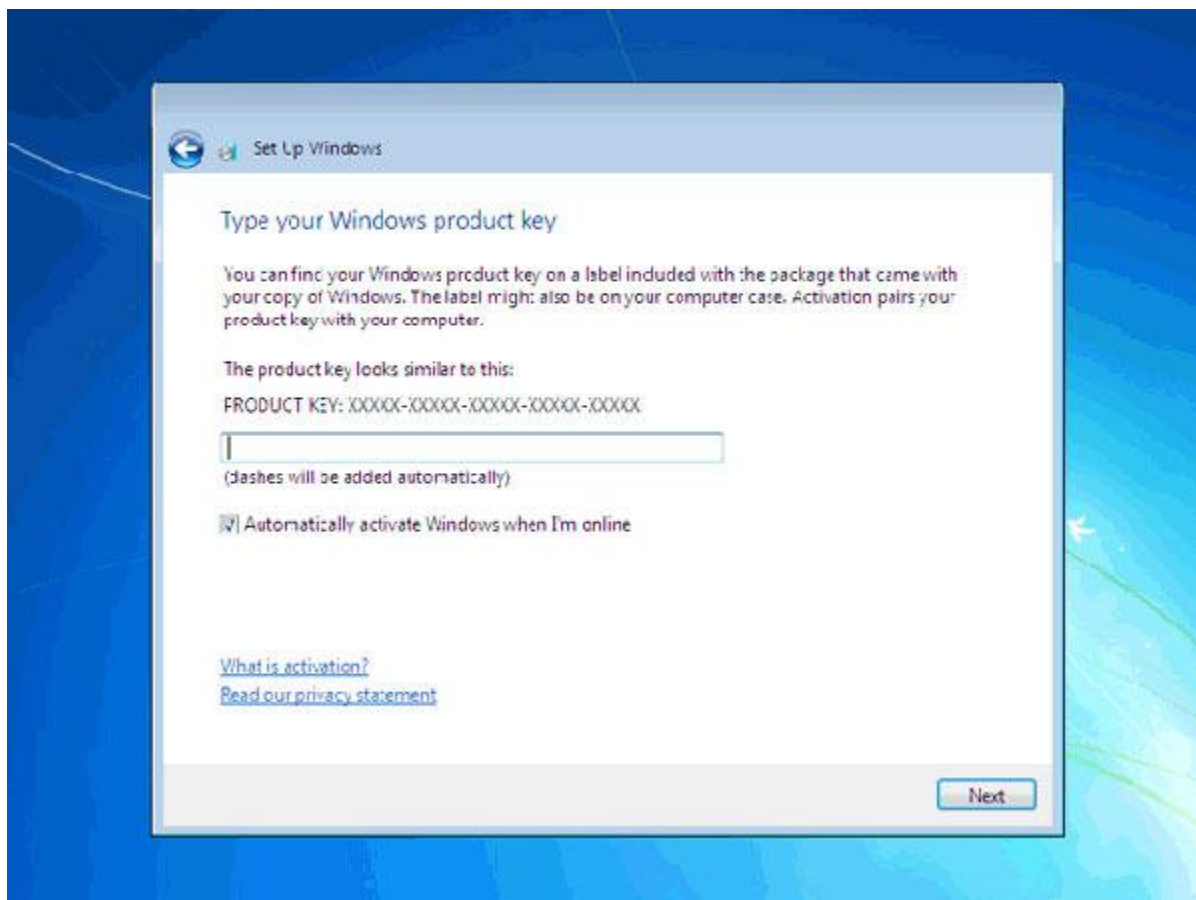 Set Up Windows
Type your Windows product key
You can find your Windows product key on a label included with the package that came with
your copy of Windows. The label might also be on your computer case. Activation pairs your
product key with your computer.
The product key looks similar to this:
PRODUCT KEY: XXXXX-XXXXX-XXXXX-XXXXX-XXXXX
(dashes will be added automatically)
Automatically activate Windows when I'm online
What is activation?
Read our privacy statement
Next